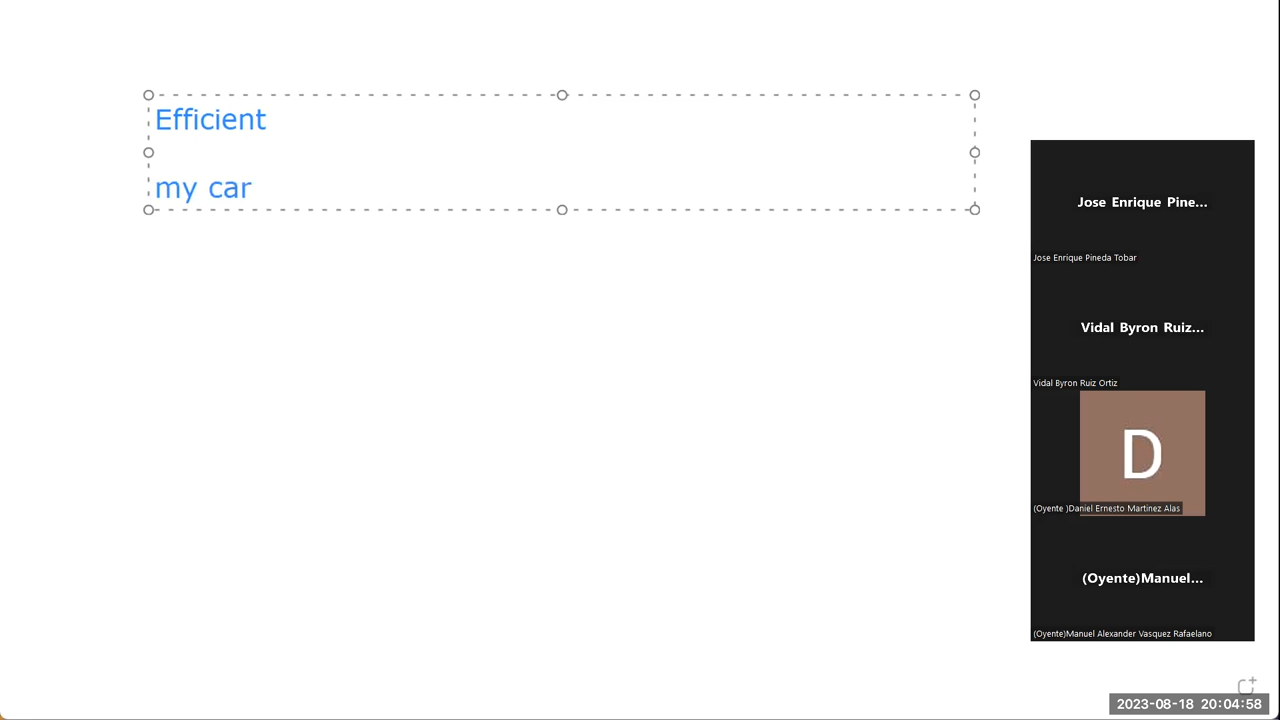 Efficient
my car
Jose Enrique Pine...
Jose Enrique Pineda Tobar
Vidal Byron Ruiz...
Vidal Byron Ruiz Ortiz
D
(Oyente )Daniel Ernesto Martinez Alas
(Oyente)Manuel...
(Oyente)Manuel Alexander Vasquez Rafaelano
2023-08-18 20:04:58